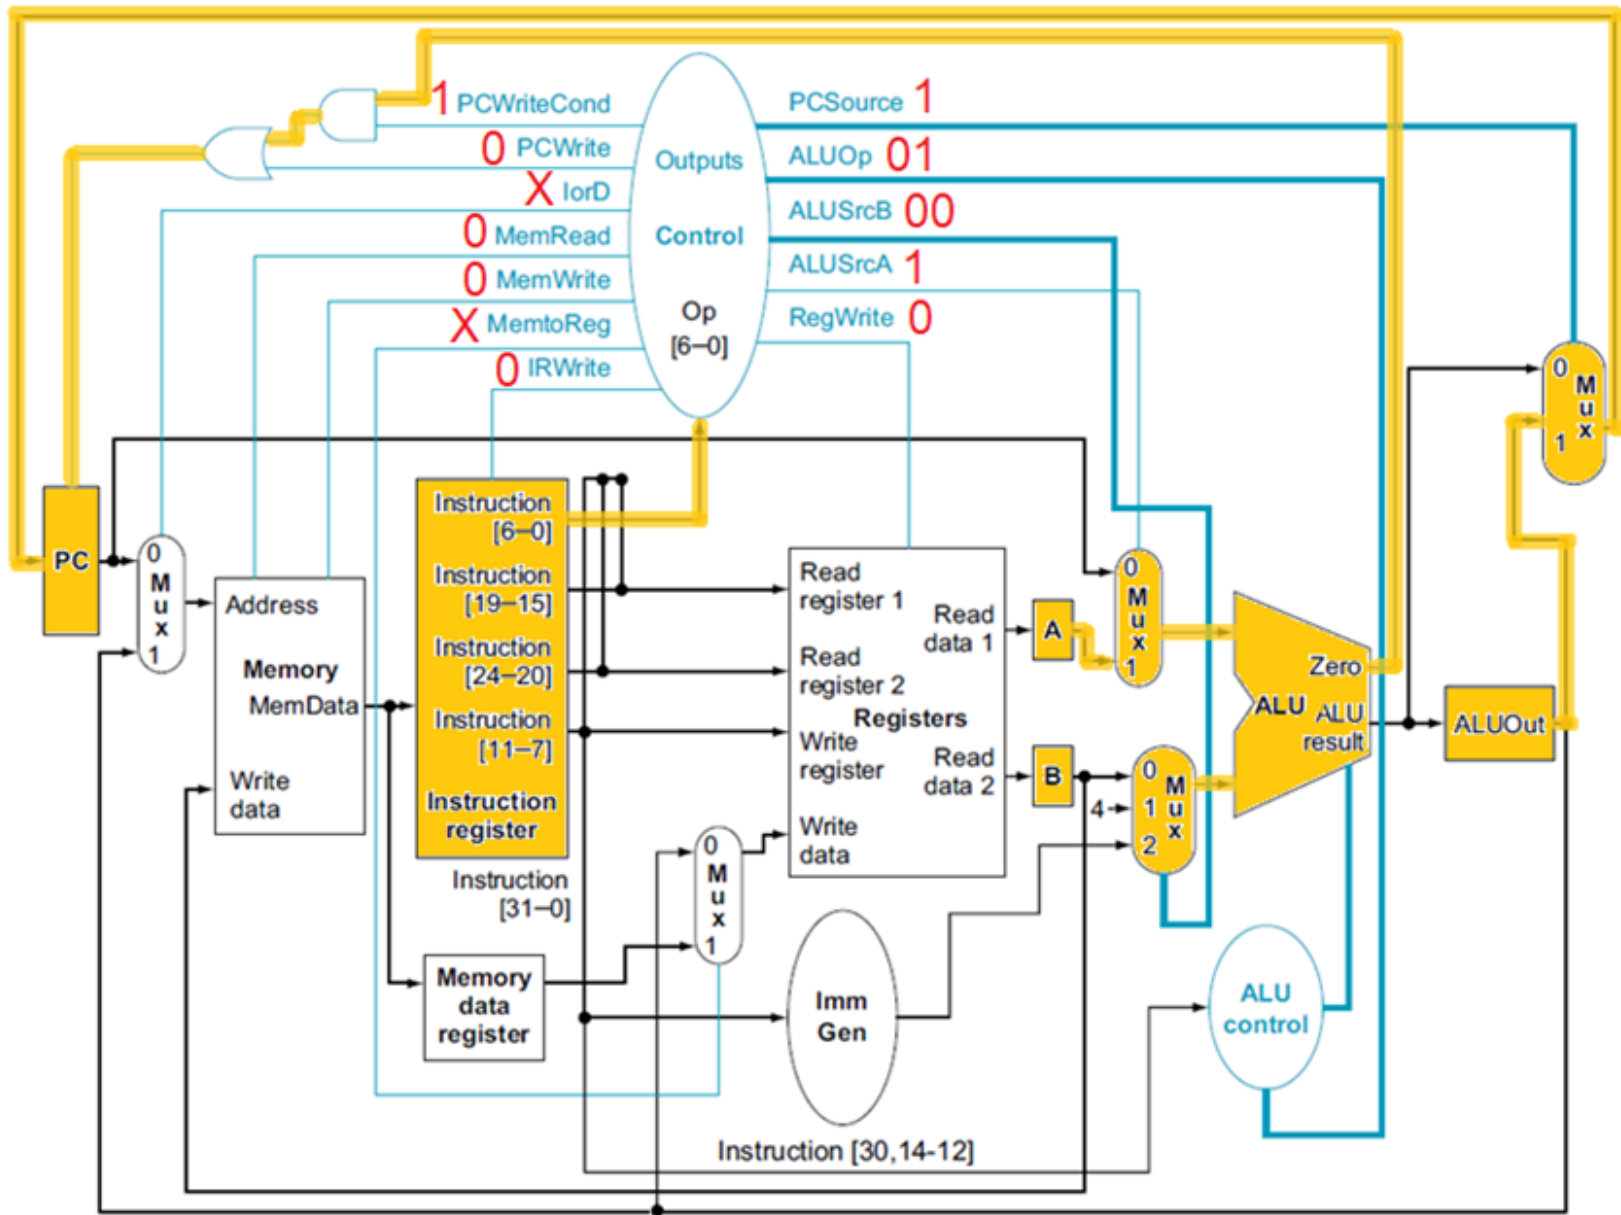 1 PCWriteCond
0 PCWrite
X IorD
0 MemRead
0 MemWrite
X MemtoReg
0 IRWrite
Outputs
Control
Op
[6–0]
PCSource 1
ALUOp 01
ALUSrcB 00
ALUSrcA 1
RegWrite 0
0
M
u
x
1
PC
0
M
u
x
1
Address
Memory
MemData
Write
data
Instruction
[6–0]
Instruction
[19–15]
Instruction
[24–20]
Instruction
[11–7]
Instruction
register
Instruction
[31–0]
Memory
data
register
0
M
u
x
1
Read
register 1
Read
data 1
Read
register 2
Registers
Write
register
Read
data 2
Write
data
Imm
Gen
A
B
0
M
u
x
1
4
0
1
2
M
u
x
Zero
ALU
ALU
result
ALUOut
ALU
control
Instruction [30,14-12]